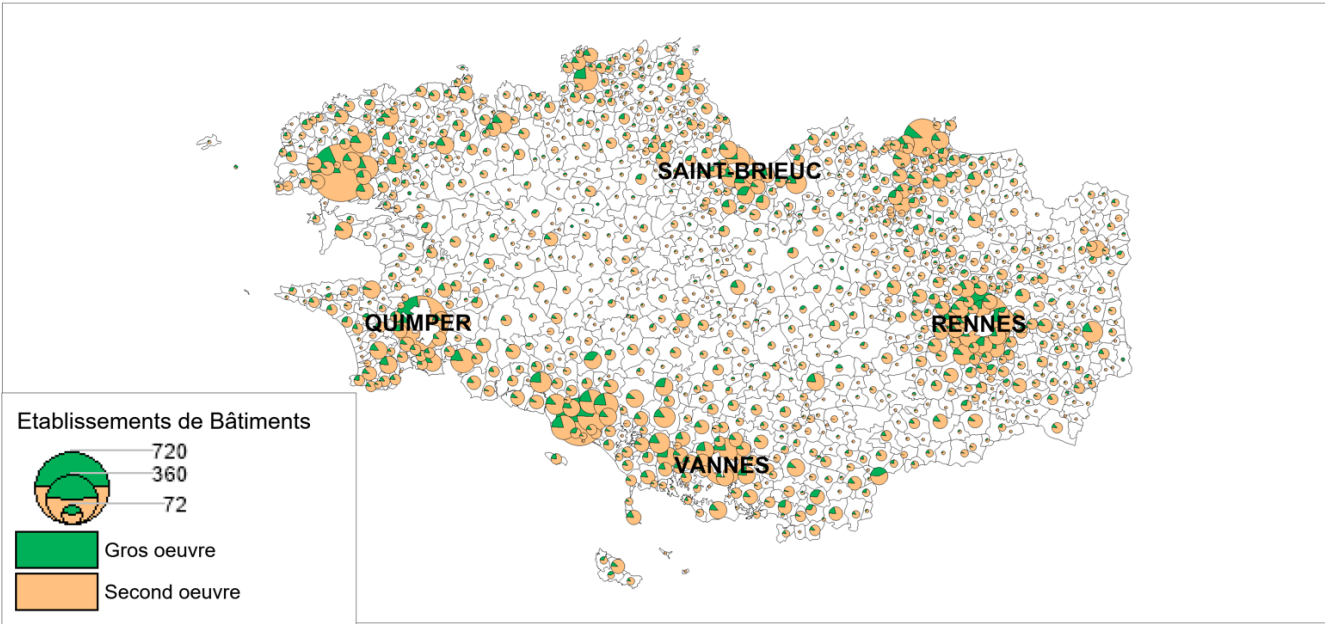 SAINT-BRIEUC
QUIMPER
RENNES
VANNES
Etablissements de Bâtiments
720
360
72
Gros oeuvre
Second oeuvre